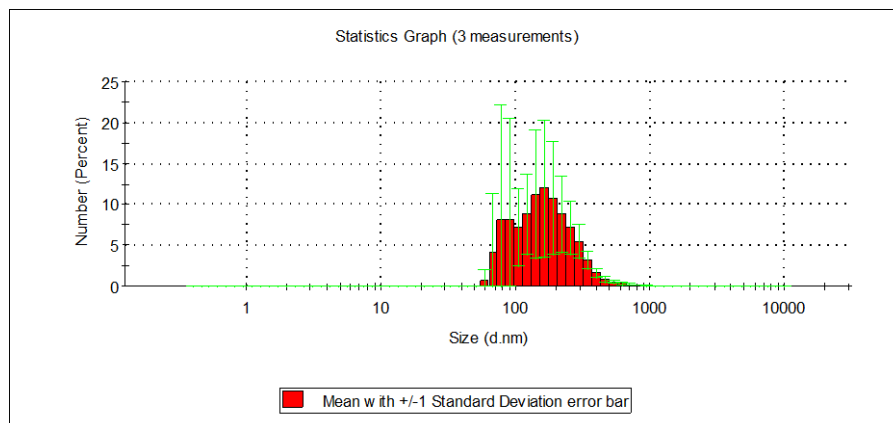 Statistics Graph (3 measurements)
25
20
15
10
5
0
Number (Percent)
1 10 100 1000 10000
Size (d.nm)
Mean with +/-1 Standard Deviation error bar